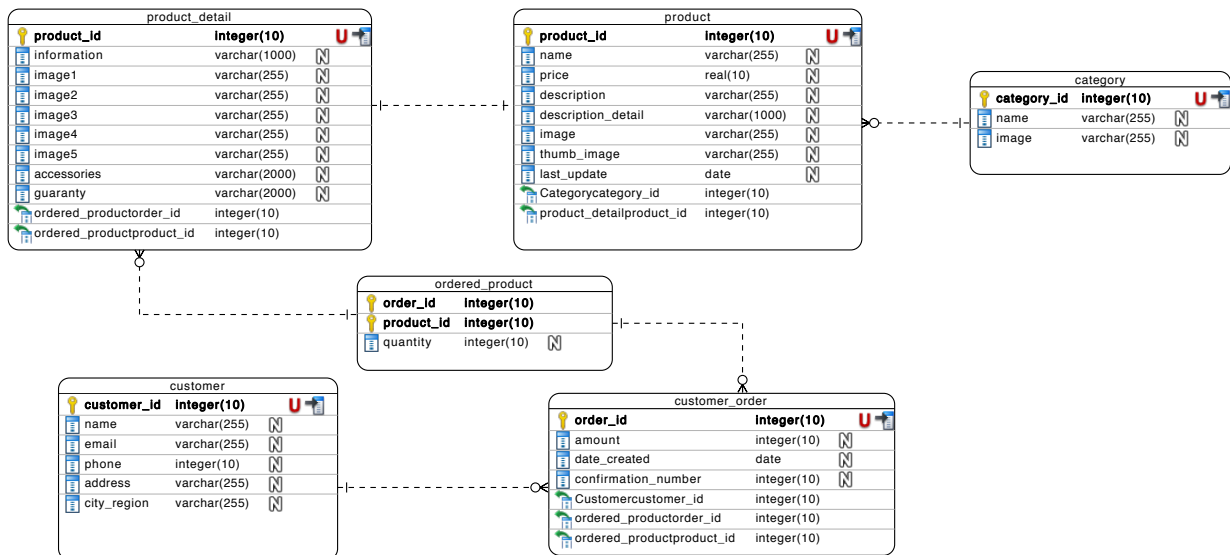 product_detail
product_id integer(10) U
information varchar(1000) N
image1 varchar(255) N
image2 varchar(255) N
image3 varchar(255) N
image4 varchar(255) N
image5 varchar(255) N
accessories varchar(2000) N
guaranty varchar(2000) N
ordered_productorder_id integer(10)
ordered_productproduct_id integer(10)
product
product_id integer(10) U
name varchar(255) N
price real(10) N
description varchar(255) N
description_detail varchar(1000) N
image varchar(255) N
thumb_image varchar(255) N
last_update date N
Categorycategory_id integer(10)
product_detailproduct_id integer(10)
category
category_id integer(10) U
name varchar(255) N
image varchar(255) N
ordered_product
order_id integer(10)
product_id integer(10)
quantity integer(10) N
customer
customer_id integer(10) U
name varchar(255) N
email varchar(255) N
phone integer(10) N
address varchar(255) N
city_region varchar(255) N
customer_order
order_id integer(10) U
amount integer(10) N
date_created date N
confirmation_number integer(10) N
Customercustomer_id integer(10)
ordered_productorder_id integer(10)
ordered_productproduct_id integer(10)